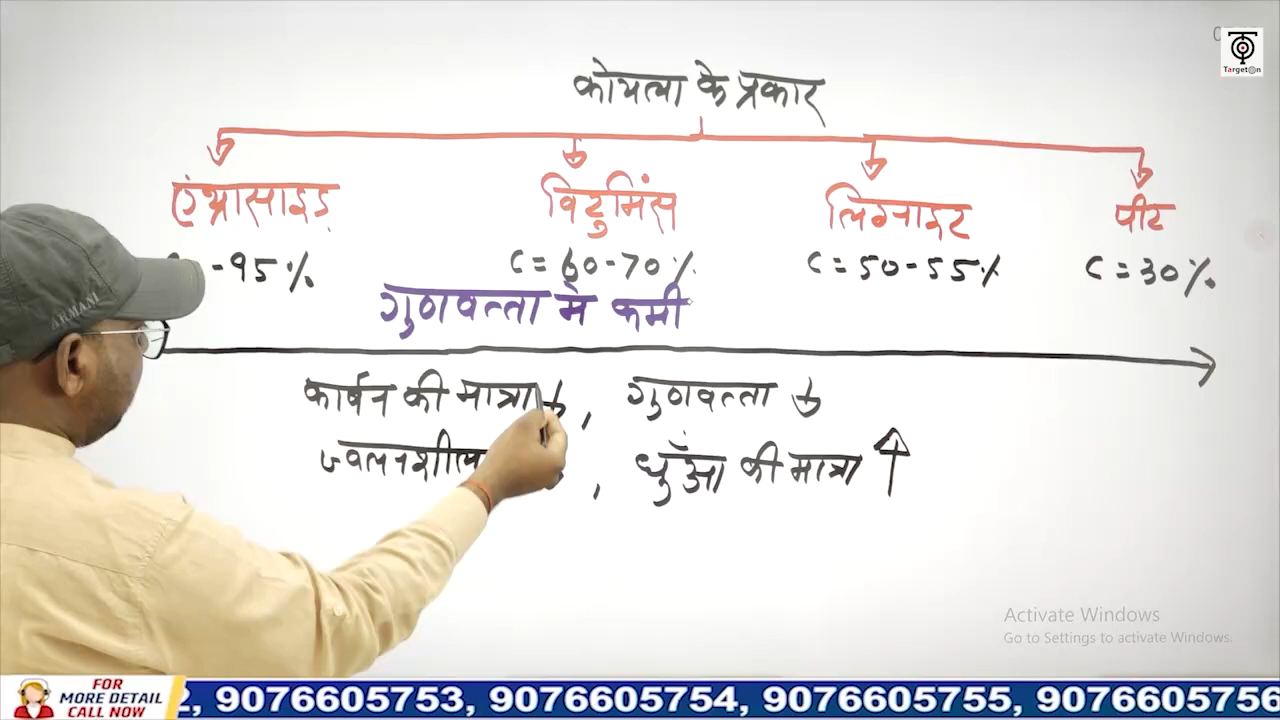 Target@n
कोयला के प्रकार
एंथ्रासाइड़ विटुमिंस लिग्नाइट पीट
-95% C = 60-70% C = 50-55% C = 30%
गुणवत्ता मे कमी
कार्बन की मात्रा , गुणवत्ता
ज्वलनशील , धुँआ की मात्रा
Activate Windows
Go to Settings to activate Windows.
FOR
MORE DETAIL
CALL NOW
2, 9076605753, 9076605754, 9076605755, 9076605756